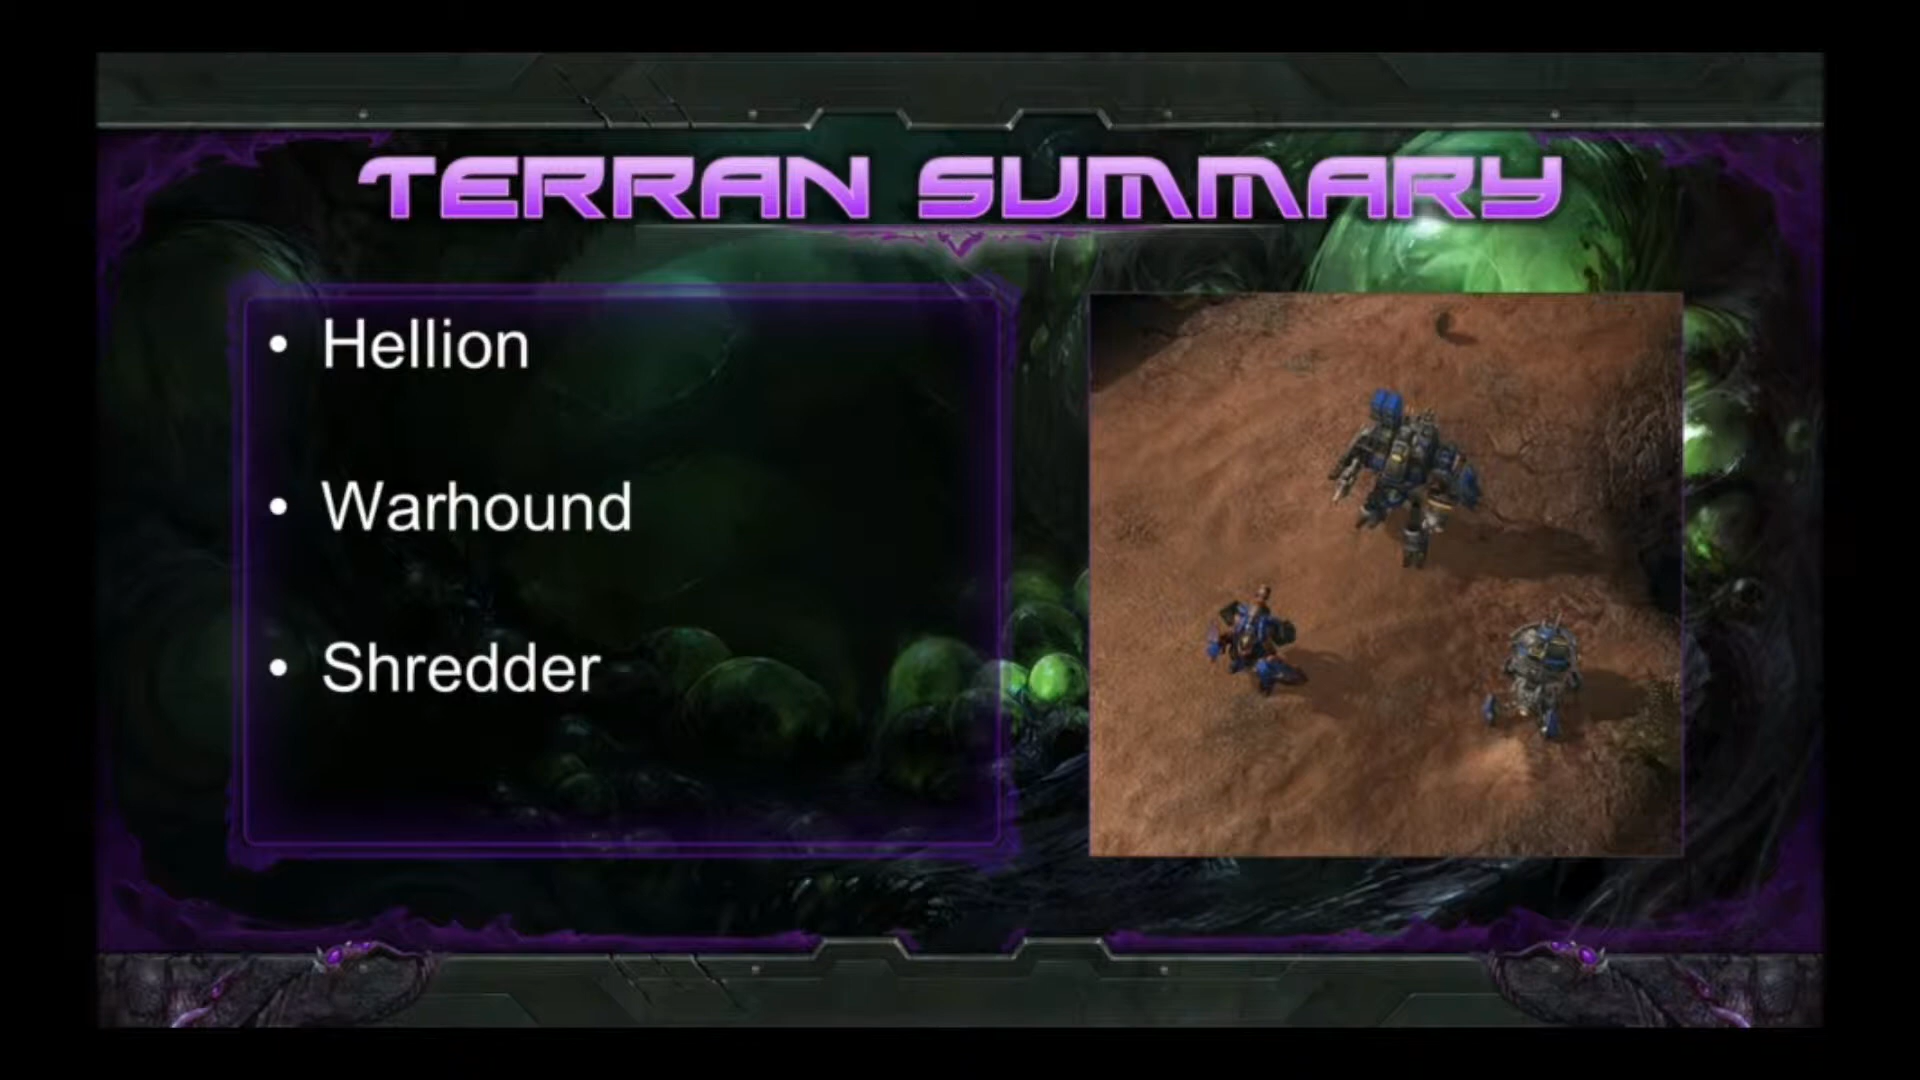 TERRAN SUMMARY
• Hellion
• Warhound
• Shredder